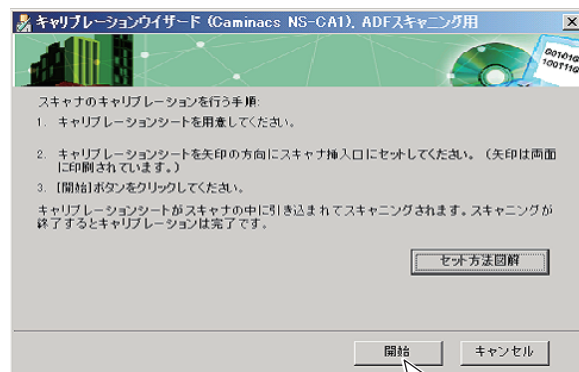 キャリブレーションウイザード (Caminacs NS-CA1), ADFスキャニング用
スキャナのキャリブレーションを行う手順:
1. キャリブレーションシートを用意してください。
2. キャリブレーションシートを矢印の方向にスキャナ挿入口にセットしてください。（矢印は両面
に印刷されています。）
3. [開始]ボタンをクリックしてください。
キャリブレーションシートがスキャナの中に引き込まれてスキャニングされます。スキャニングが
終了するとキャリブレーションは完了です。
セット方法図解
開始
キャンセル